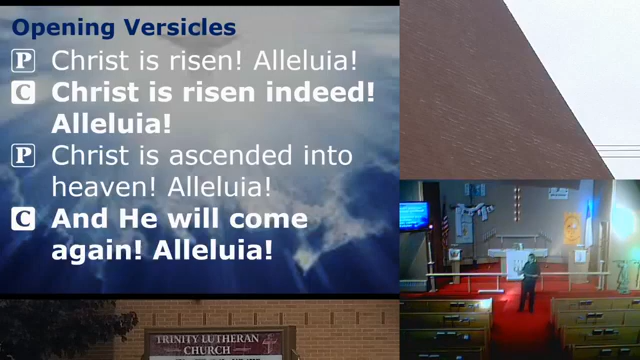 Opening Versicles
P Christ is risen! Alleluia!
C Christ is risen indeed!
Alleluia!
P Christ is ascended into
heaven! Alleluia!
C And He will come
again! Alleluia!
TRINITY LUTHERAN
CHURCH